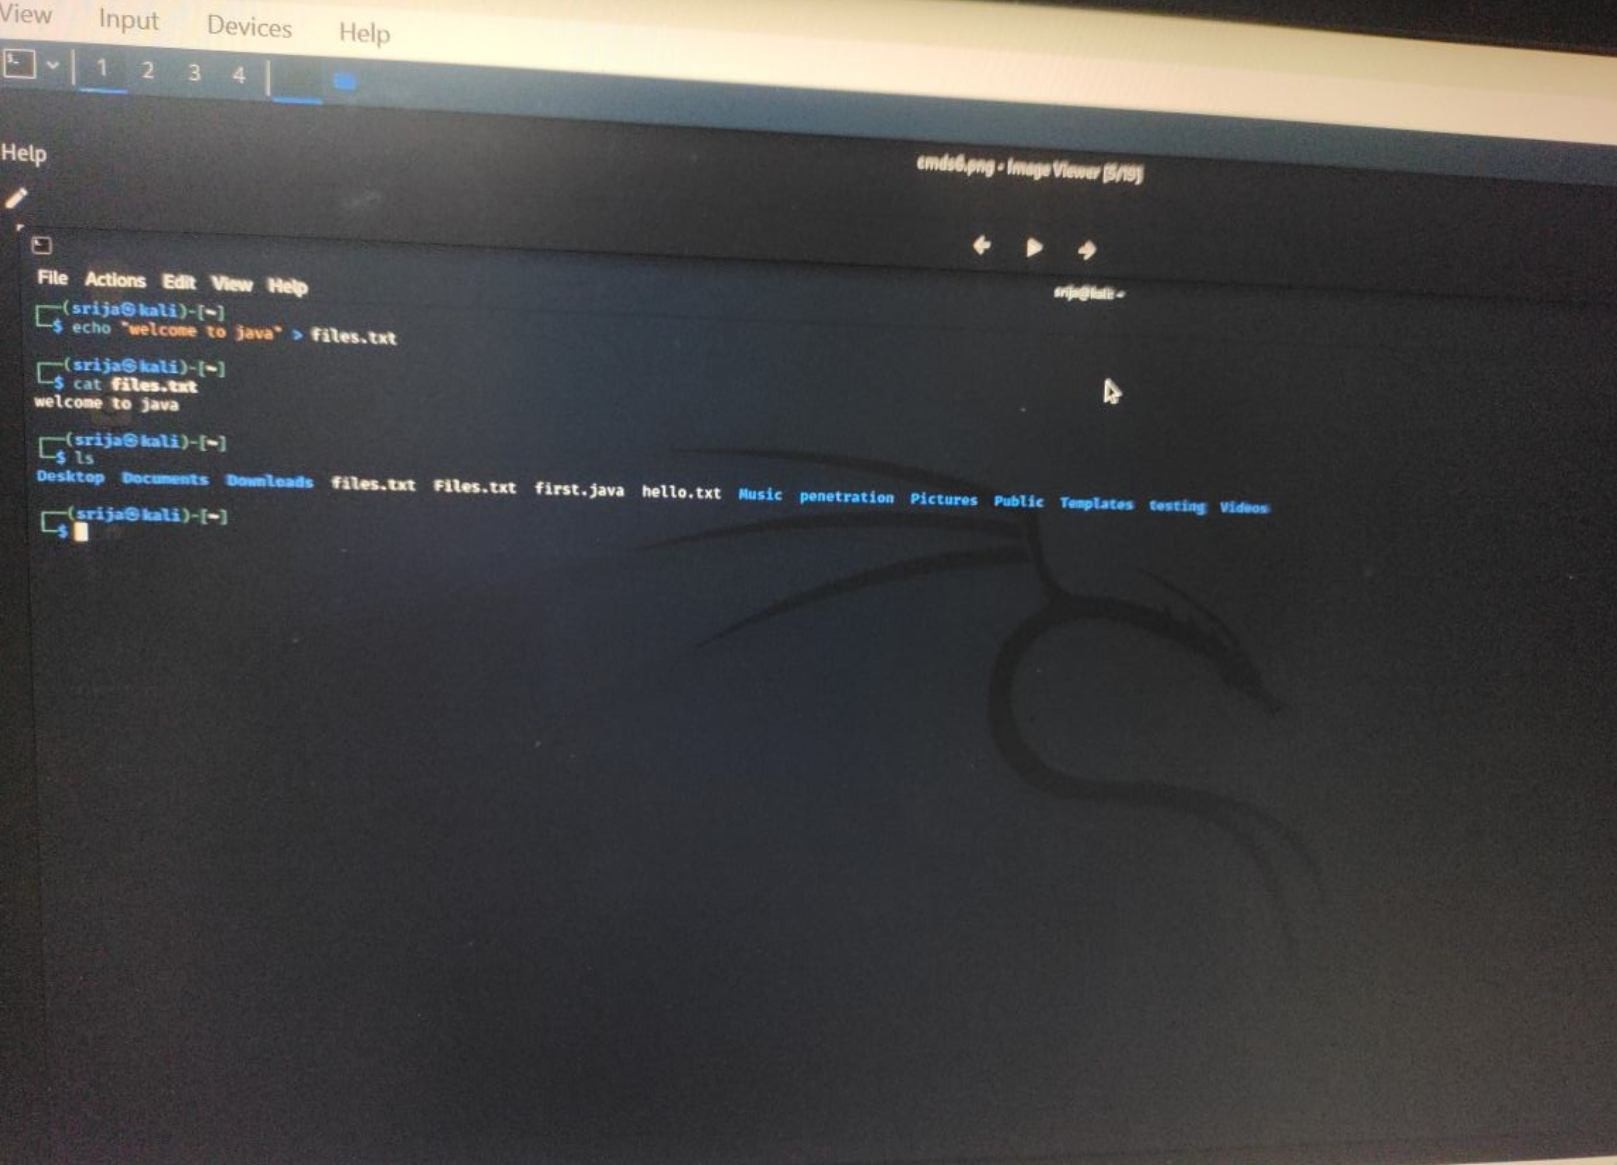 View Input Devices Help
1 2 3 4
Help
cmds6.png - Image Viewer [5/19]
srija@kali: ~
File Actions Edit View Help
(srija㉿kali)-[~]
$ echo "welcome to java" > files.txt
(srija㉿kali)-[~]
$ cat files.txt
welcome to java
(srija㉿kali)-[~]
$ ls
Desktop Documents Downloads files.txt Files.txt first.java hello.txt Music penetration Pictures Public Templates testing Videos
(srija㉿kali)-[~]
$